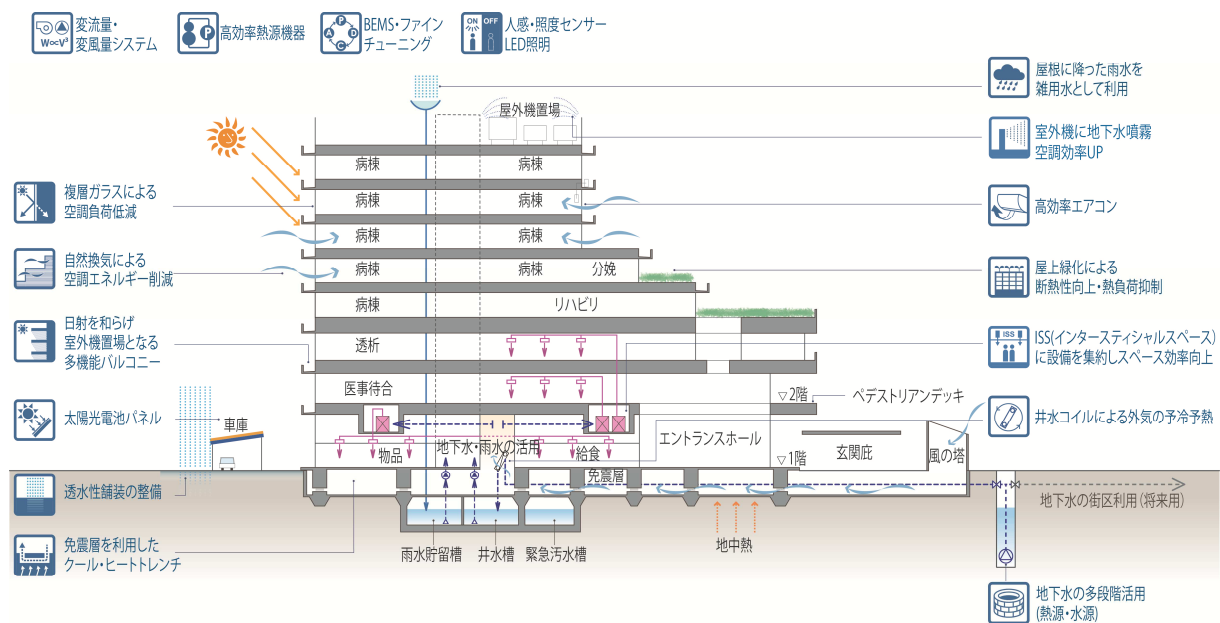 変流量・
変風量システム
W∝V³
高効率熱源機器
P
BEMS・ファイン
チューニング
P
A
D
C
ON
OFF
人感・照度センサー
LED照明
屋根に降った雨水を
雑用水として利用
屋外機置場
室外機に地下水噴霧
空調効率UP
病棟
病棟
複層ガラスによる
空調負荷低減
病棟
病棟
高効率エアコン
病棟
病棟
自然換気による
空調エネルギー削減
病棟
病棟
分娩
屋上緑化による
断熱性向上・熱負荷抑制
病棟
リハビリ
日射を和らげ
室外機置場となる
多機能バルコニー
透析
ISS
ISS(インタースティシャルスペース)
に設備を集約しスペース効率向上
医事待合
▽2階
ペデストリアンデッキ
太陽光電池パネル
車庫
井水コイルによる外気の予冷予熱
地下水・雨水の活用
エントランスホール
物品
給食
▽1階
玄関庇
風の塔
免震層
透水性舗装の整備
地下水の街区利用(将来用)
免震層を利用した
クール・ヒートトレンチ
雨水貯留槽
井水槽
緊急汚水槽
地中熱
地下水の多段階活用
(熱源・水源)